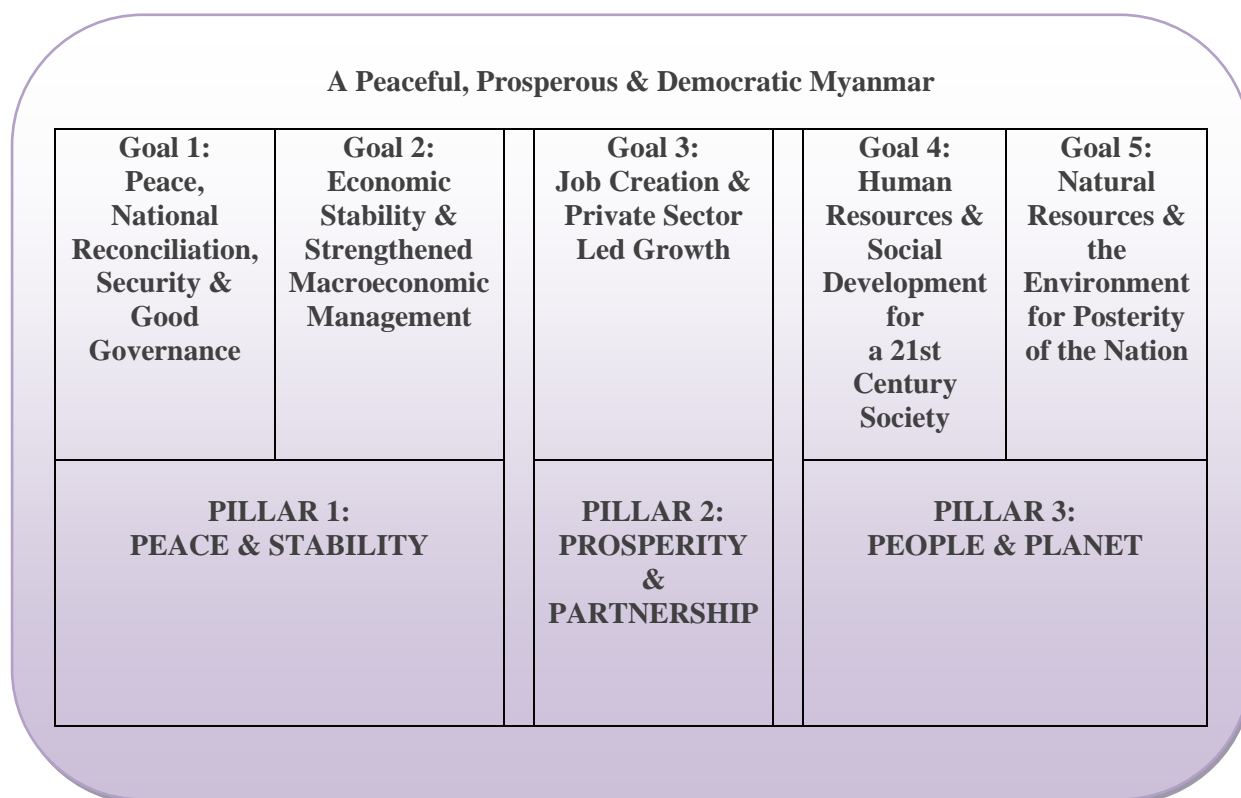 A Peaceful, Prosperous & Democratic Myanmar
Goal 1:
Peace,
National
Reconciliation,
Security &
Good
Governance
Goal 2:
Economic
Stability &
Strengthened
Macroeconomic
Management
Goal 3:
Job Creation &
Private Sector
Led Growth
Goal 4:
Human
Resources &
Social
Development
for
a 21st
Century
Society
Goal 5:
Natural
Resources &
the
Environment
for Posterity
of the Nation
PILLAR 1:
PEACE & STABILITY
PILLAR 2:
PROSPERITY
&
PARTNERSHIP
PILLAR 3:
PEOPLE & PLANET